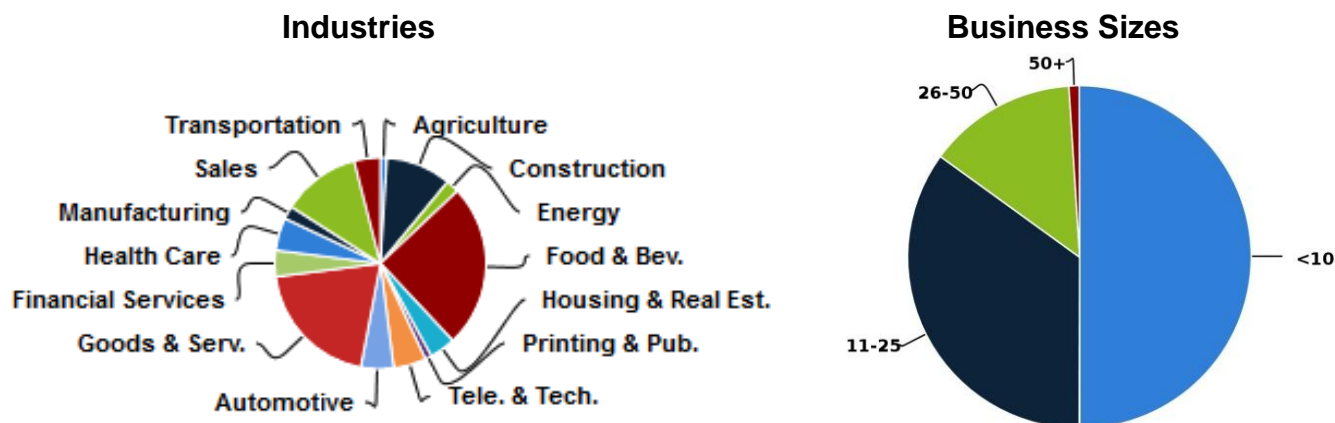 Industries
Transportation
Agriculture
Sales
Construction
Manufacturing
Energy
Health Care
Food & Bev.
Financial Services
Housing & Real Est.
Goods & Serv.
Printing & Pub.
Automotive
Tele. & Tech.
Business Sizes
50+
26-50
<10
11-25